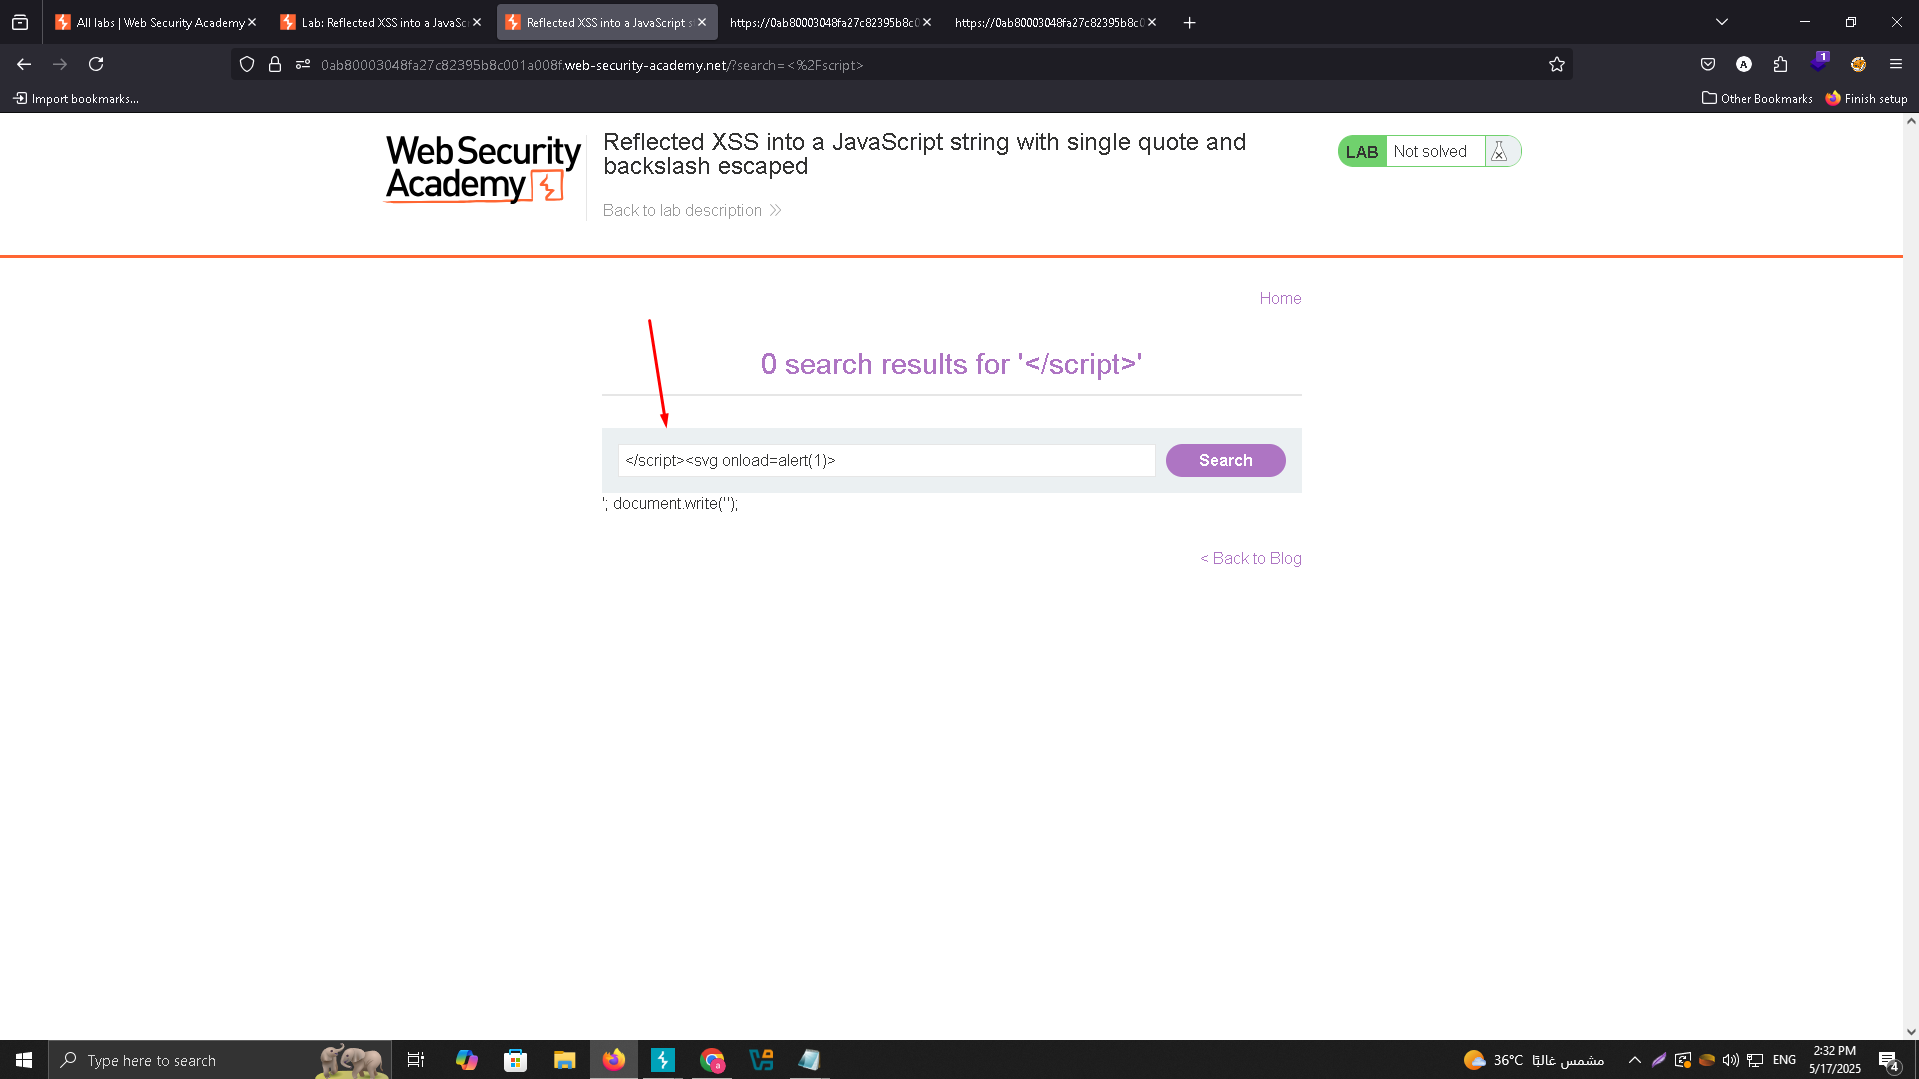 All labs | Web Security Academy
Lab: Reflected XSS into a JavaSc
Reflected XSS into a JavaScript s
https://0ab80003048fa27c82395b8c0
https://0ab80003048fa27c82395b8c0
0ab80003048fa27c82395b8c001a008f.web-security-academy.net/?search=<%2Fscript>
A
1
Import bookmarks...
Other Bookmarks
Finish setup
Web Security
Academy
Reflected XSS into a JavaScript string with single quote and
backslash escaped
LAB
Not solved
Back to lab description
Home
0 search results for '</script>'
</script><svg onload=alert(1)>
Search
'; document.write('');
< Back to Blog
Type here to search
a
36°C
مشمس غالبًا
ENG
2:32 PM
5/17/2025
4